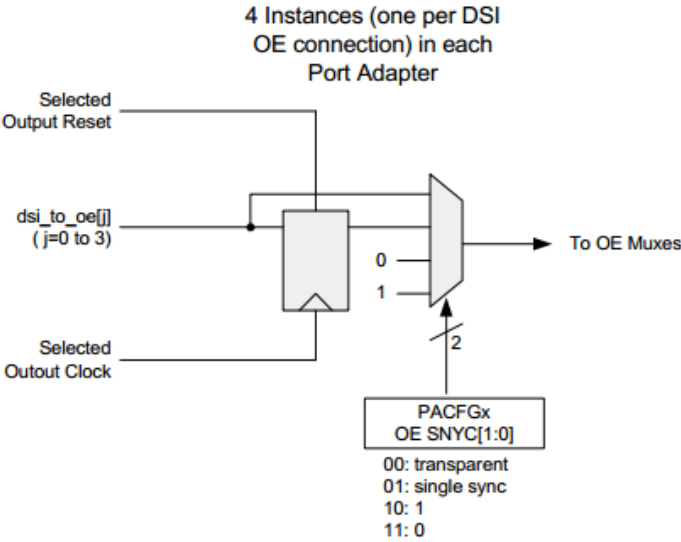 4 Instances (one per DSI
OE connection) in each
Port Adapter
Selected
Output Reset
dsi_to_oe[j]
( j=0 to 3)
0
1
To OE Muxes
2
Selected
Outout Clock
PACFGx
OE SNYC[1:0]
00: transparent
01: single sync
10: 1
11: 0